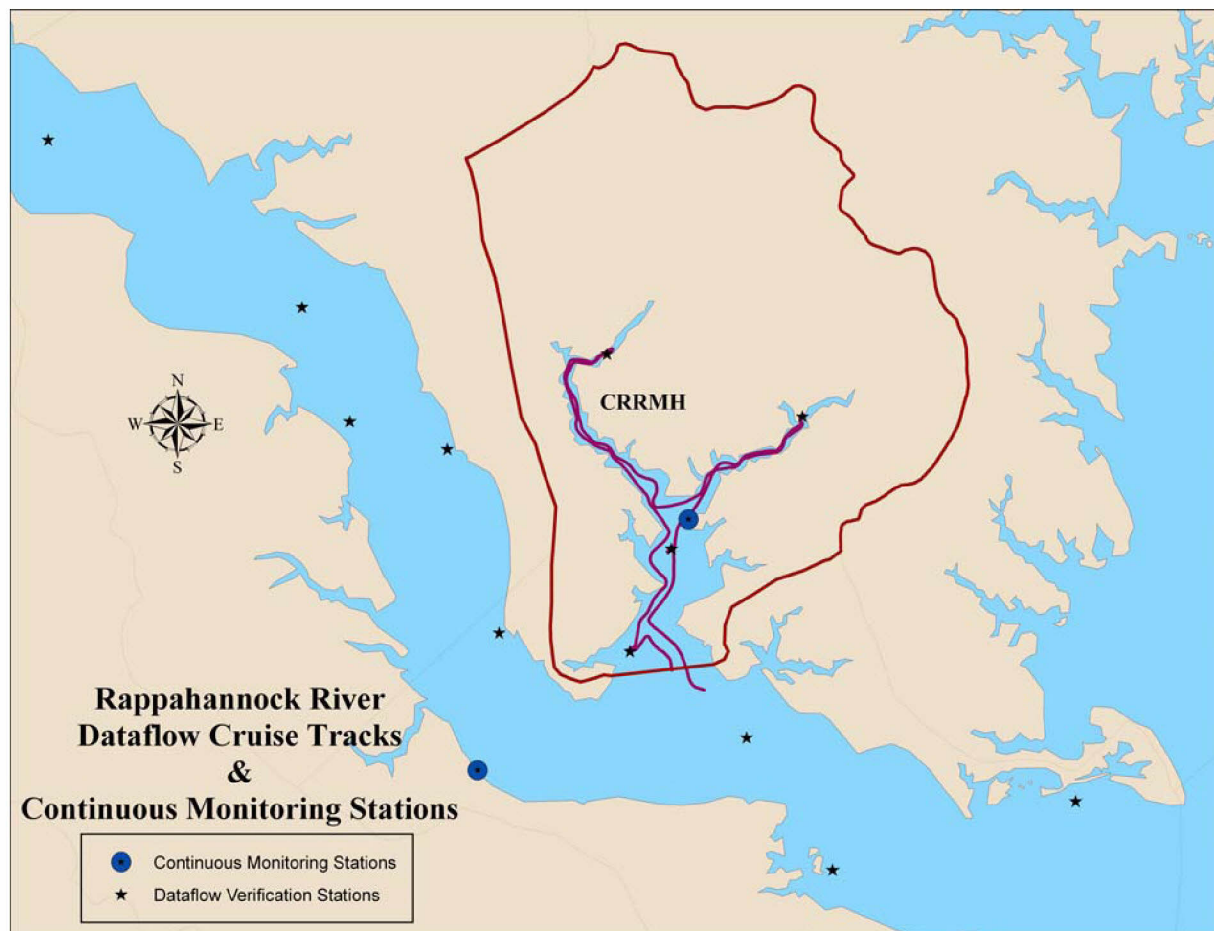 N
W E
S
CRRMH
Rappahannock River
Dataflow Cruise Tracks
&
Continuous Monitoring Stations
Continuous Monitoring Stations
Dataflow Verification Stations